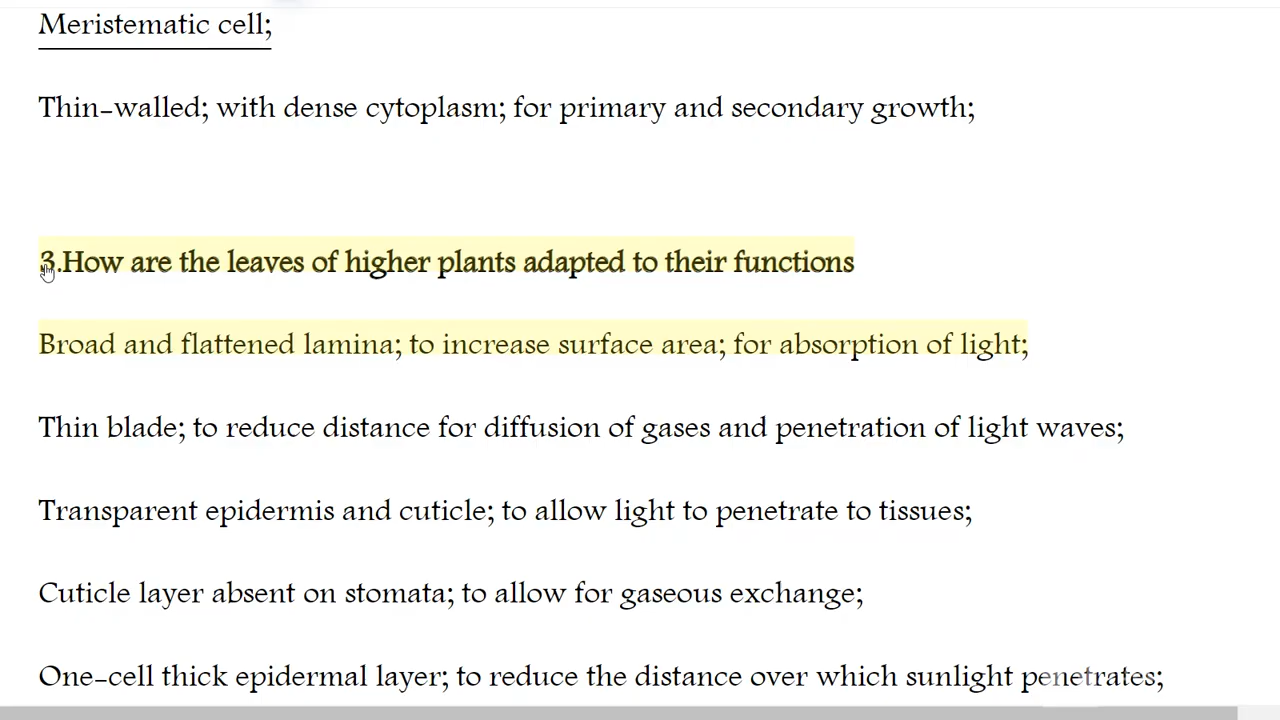 Meristematic cell;
Thin-walled; with dense cytoplasm; for primary and secondary growth;
3.How are the leaves of higher plants adapted to their functions
Broad and flattened lamina; to increase surface area; for absorption of light;
Thin blade; to reduce distance for diffusion of gases and penetration of light waves;
Transparent epidermis and cuticle; to allow light to penetrate to tissues;
Cuticle layer absent on stomata; to allow for gaseous exchange;
One-cell thick epidermal layer; to reduce the distance over which sunlight penetrates;